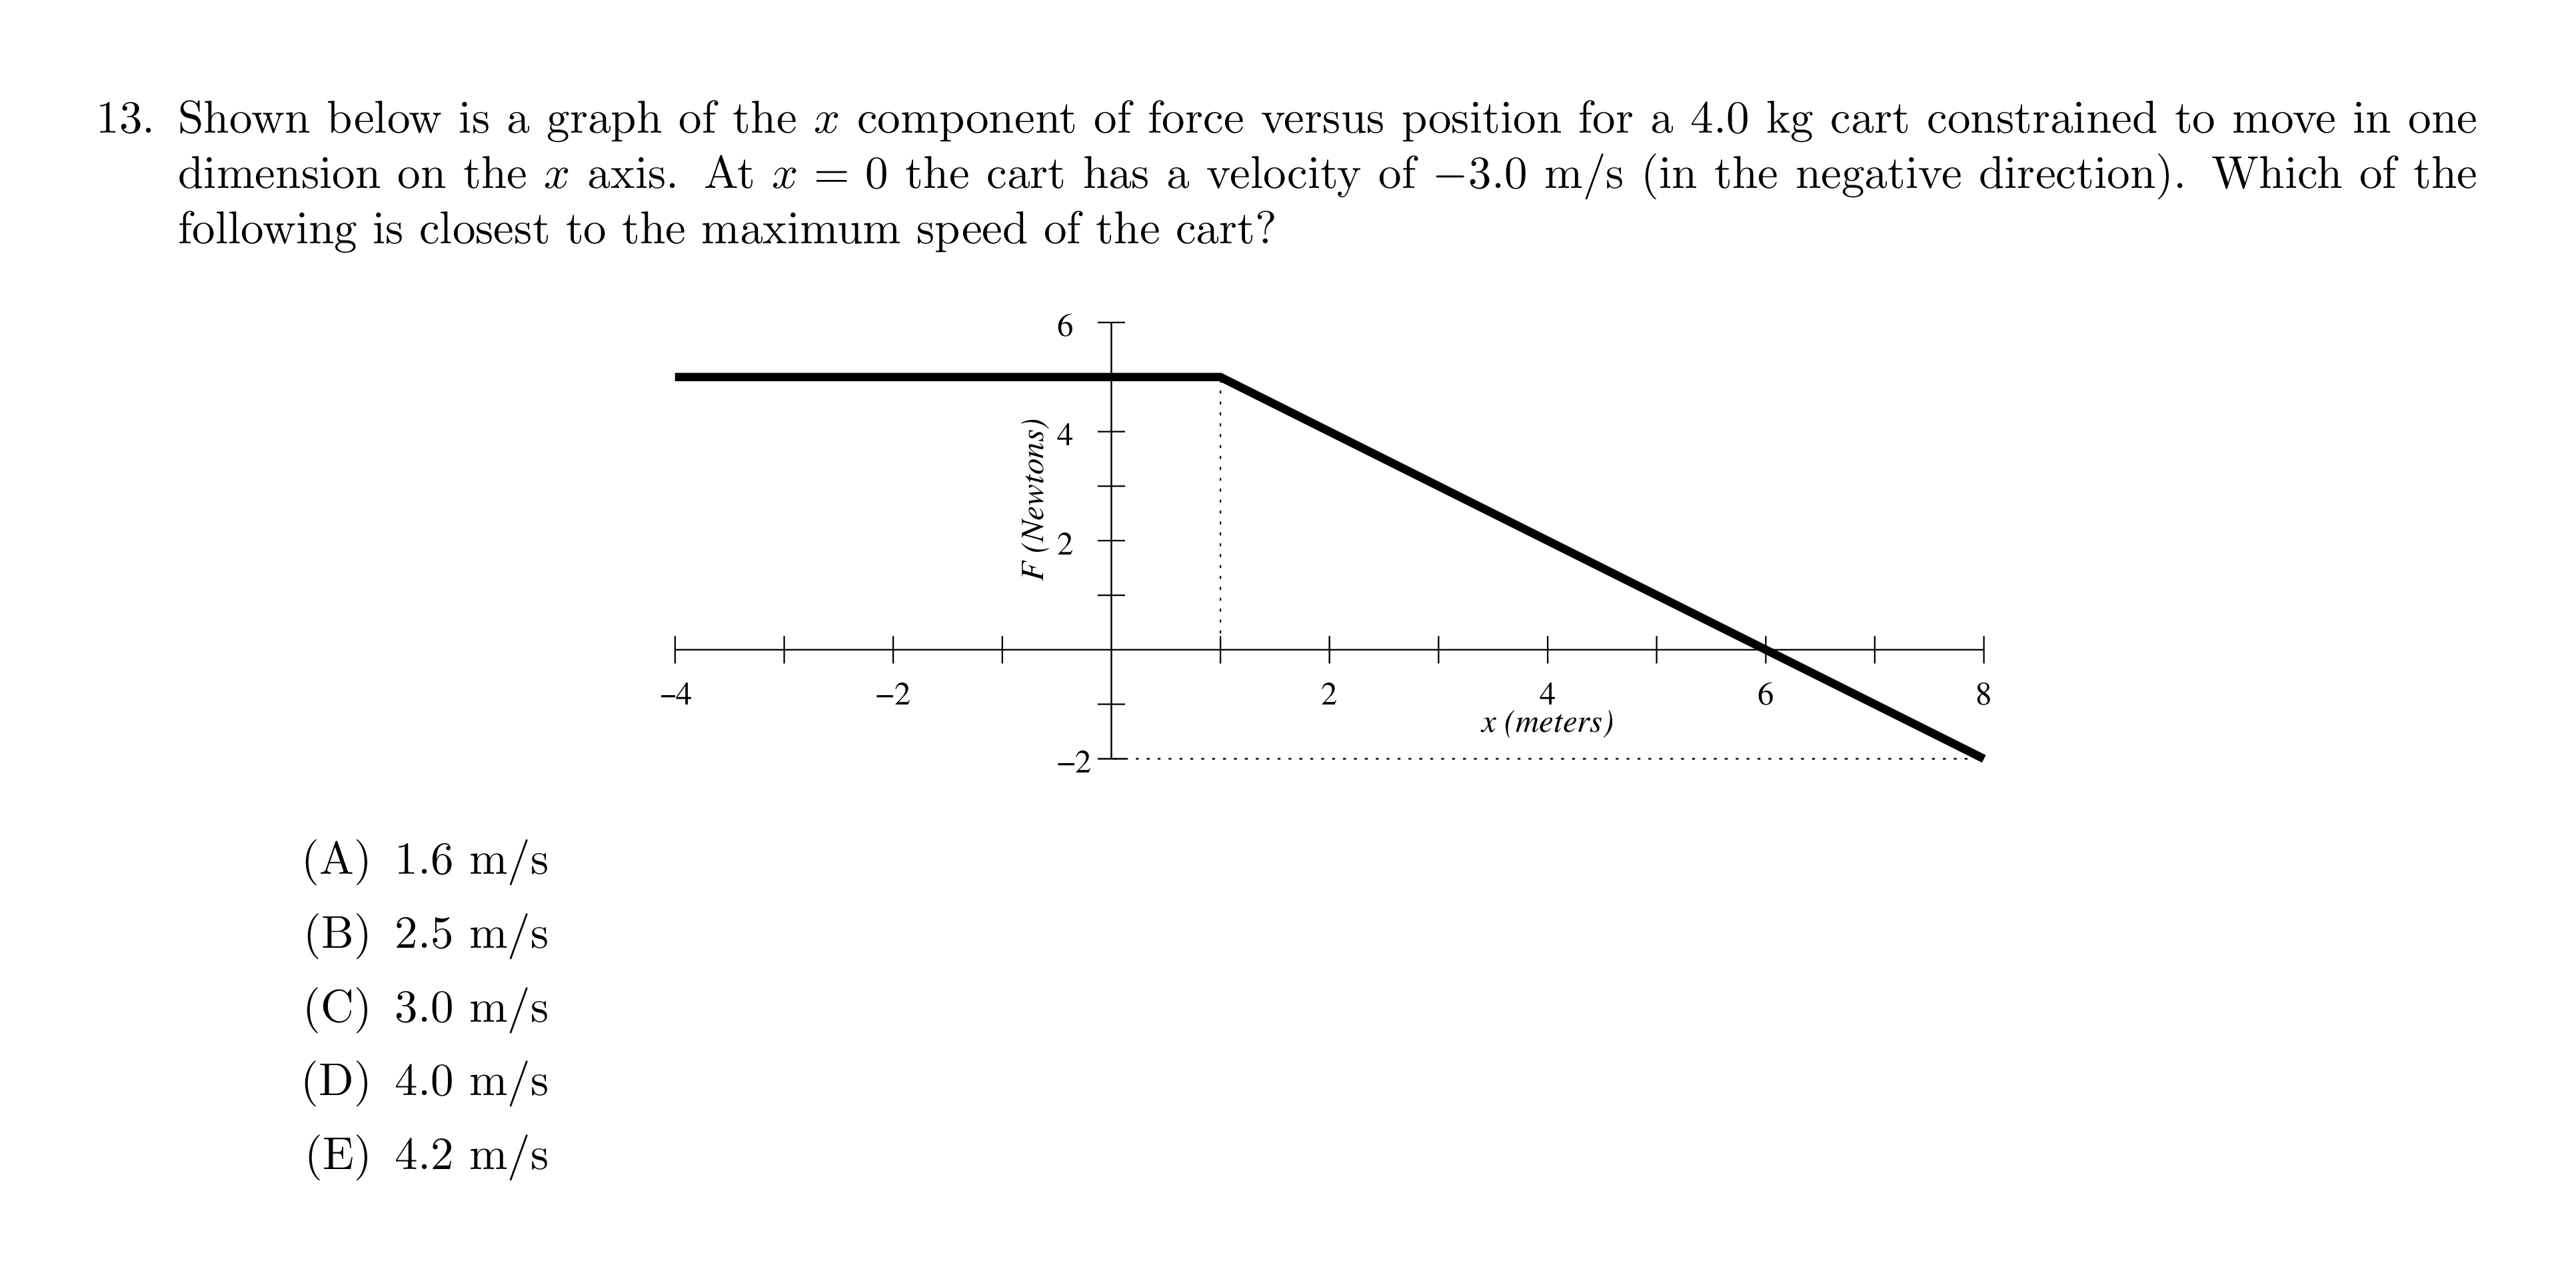 13. Shown below is a graph of the x component of force versus position for a 4.0 kg cart constrained to move in one
dimension on the x axis. At x = 0 the cart has a velocity of −3.0 m/s (in the negative direction). Which of the
following is closest to the maximum speed of the cart?
6
4
F (Newtons)
2
−4
−2
2
4
6
8
x (meters)
−2
(A) 1.6 m/s
(B) 2.5 m/s
(C) 3.0 m/s
(D) 4.0 m/s
(E) 4.2 m/s